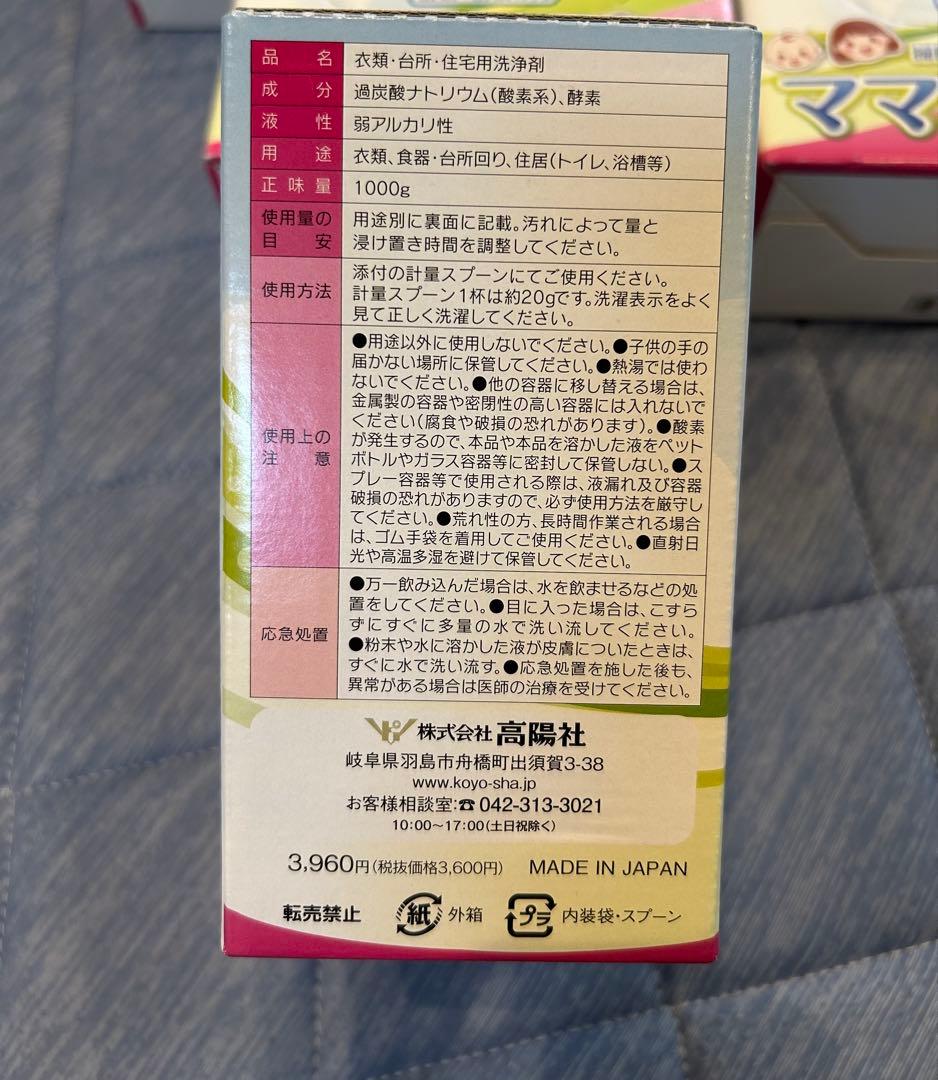 品名 衣類・台所・住宅用洗浄剤
成分 過炭酸ナトリウム(酸素系)、酵素
液性 弱アルカリ性
用途 衣類、食器・台所回り、住居(トイレ、浴槽等)
正味量 1000g
使用量の目安 用途別に裏面に記載。汚れによって量と
浸け置き時間を調整してください。
使用方法 添付の計量スプーンにてご使用ください。
計量スプーン1杯は約20gです。洗濯表示をよく
見て正しく洗濯してください。
使用上の注意 ●用途以外に使用しないでください。●子供の手の
届かない場所に保管してください。●熱湯では使わ
ないでください。●他の容器に移し替える場合は、
金属製の容器や密閉性の高い容器には入れないで
ください(腐食や破損の恐れがあります)。●酸素
が発生するので、本品や本品を溶かした液をペット
ボトルやガラス容器等に密封して保管しない。●ス
プレー容器等で使用される際は、液漏れ及び容器
破損の恐れがありますので、必ず使用方法を厳守し
てください。●荒れ性の方、長時間作業される場合
は、ゴム手袋を着用してご使用ください。●直射日
光や高温多湿を避けて保管してください。
応急処置 ●万一飲み込んだ場合は、水を飲ませるなどの処
置をしてください。●目に入った場合は、こすら
ずにすぐに多量の水で洗い流してください。
●粉末や水に溶かした液が皮膚についたときは、
すぐに水で洗い流す。●応急処置を施した後も、
異常がある場合は医師の治療を受けてください。
株式会社 高陽社
岐阜県羽島市舟橋町出須賀3-38
www.koyo-sha.jp
お客様相談室:☎042-313-3021
10:00〜17:00(土日祝除く)
3,960円(税抜価格3,600円) MADE IN JAPAN
転売禁止 紙 外箱 プラ 内装袋・スプーン
ママ